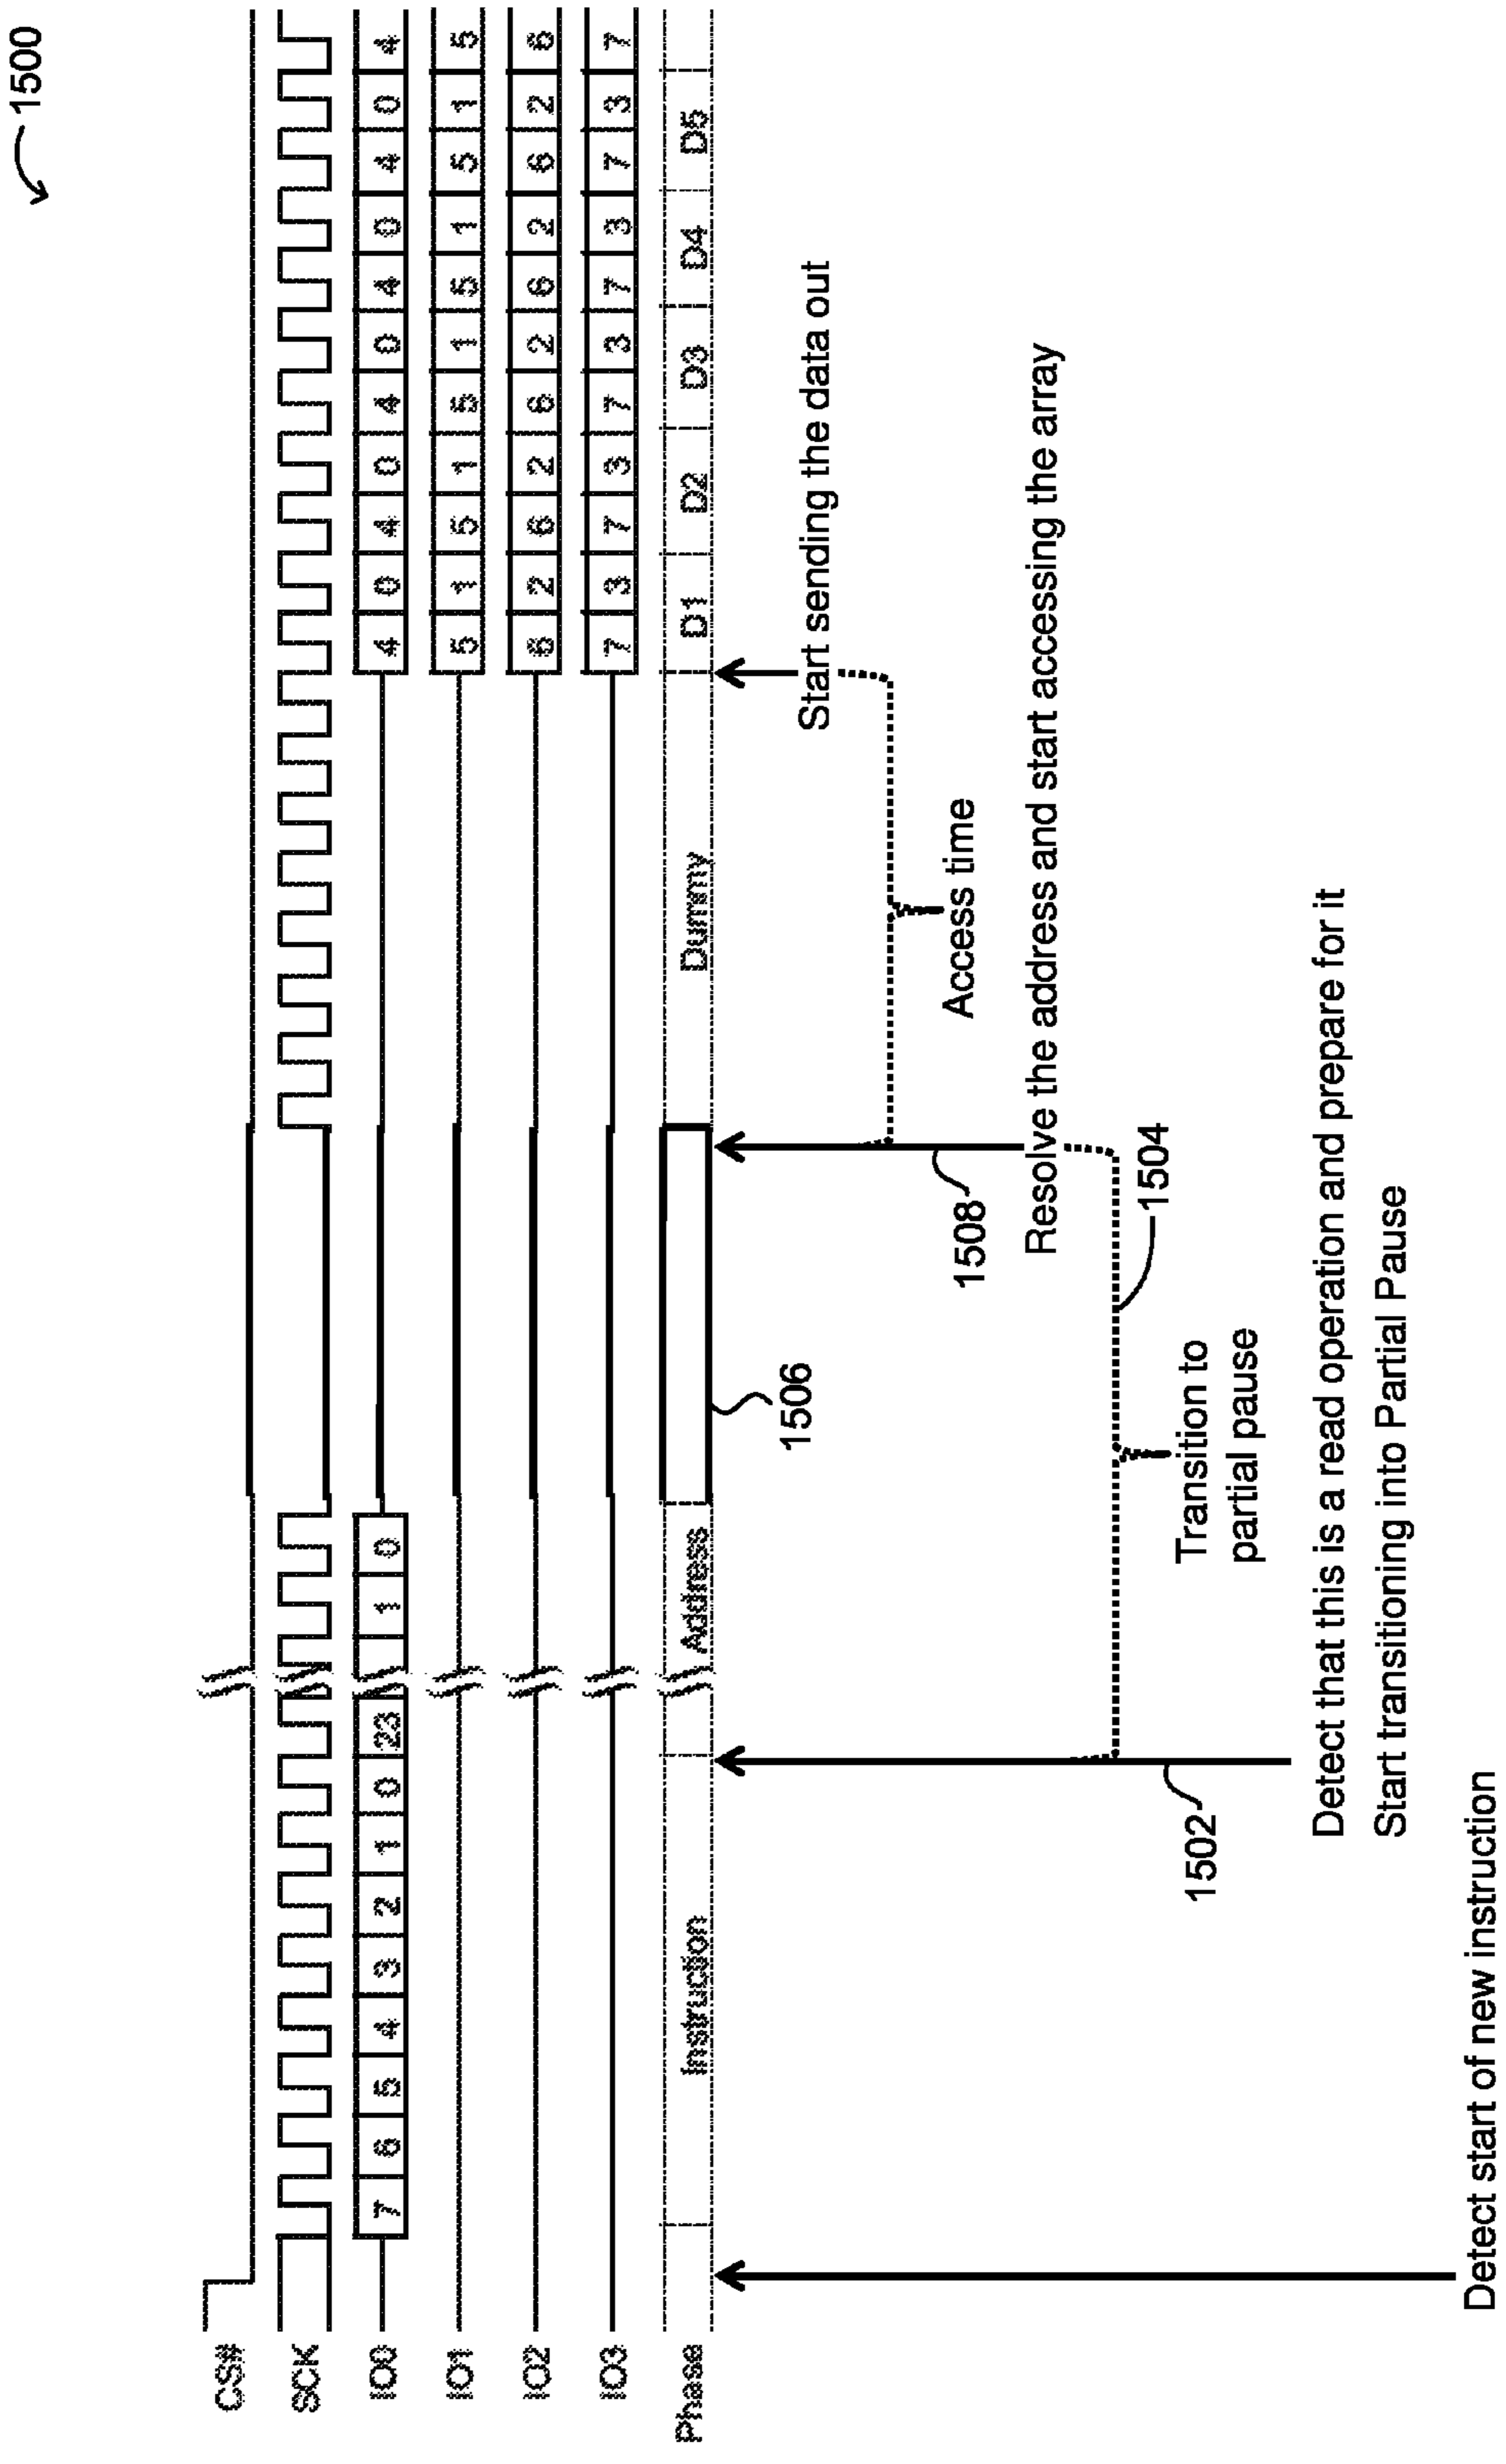 1500
CS#
SCK
IO0 7 6 5 4 3 2 1 0 23 1 0 4 0 4 0 4 0 4 0 4 0 4
IO1 5 1 5 1 5 1 5 1 5 1 5
IO2 6 2 6 2 6 2 6 2 6 2 6
IO3 7 3 7 3 7 3 7 3 7 3 7
Phase Instruction Address Dummy D1 D2 D3 D4 D5
1506
Start sending the data out
Access time
1508
Resolve the address and start accessing the array
1504
Transition to
partial pause
1502
Detect that this is a read operation and prepare for it
Start transitioning into Partial Pause
Detect start of new instruction